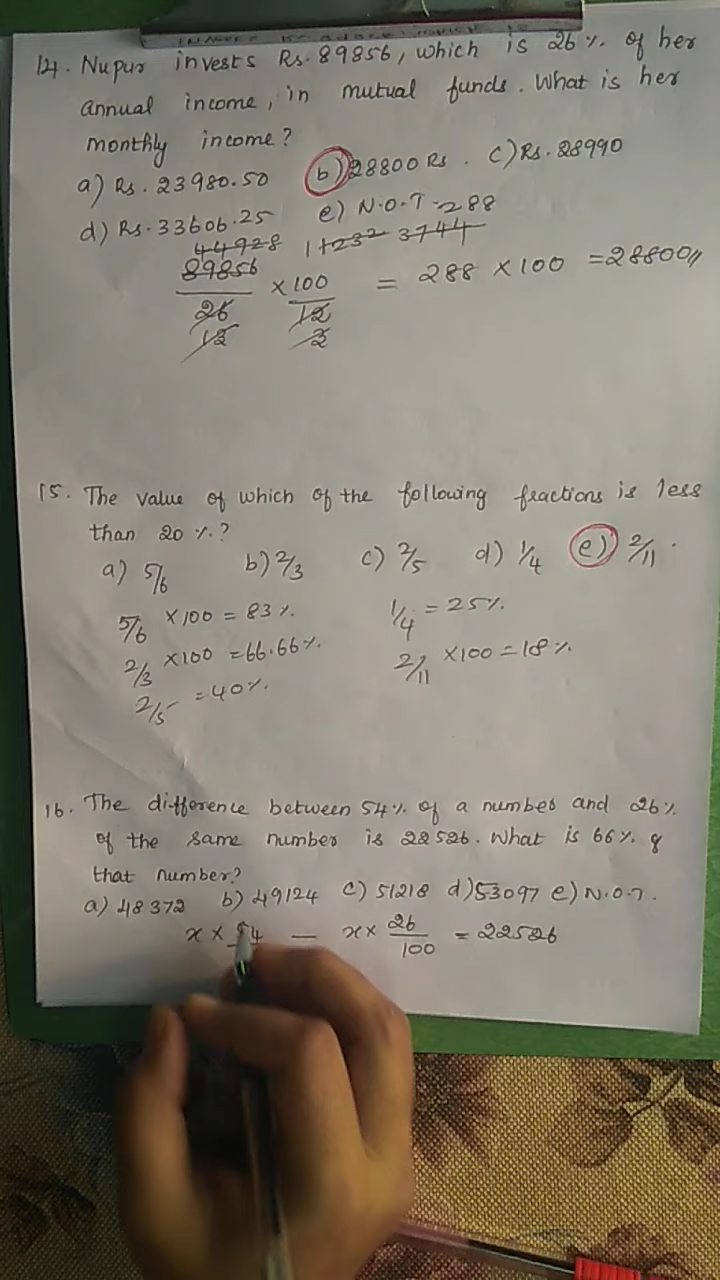 14. Nupur invests Rs. 89856, which is 26%. of her
annual income, in mutual funds. What is her
monthly income?
a) Rs. 23980.50 b) 28800 Rs. c) Rs. 28990
d) Rs. 33606.25 e) N.O.T 288
44928 3744
89856/26 × 100/12 = 288 × 100 = 28800
13 2
15. The value of which of the following fractions is less
than 20%.?
a) 5/6 b) 2/3 c) 2/5 d) 1/4 e) 2/11.
5/6 × 100 = 83%. 1/4 = 25%.
2/3 × 100 = 66.66%. 2/11 × 100 = 18%.
2/5 = 40%.
16. The difference between 54%. of a number and 26%.
of the same number is 22526. What is 66%. of
that number?
a) 48372 b) 49124 c) 51218 d) 53097 e) N.O.T.
x × 54 — x × 26/100 = 22526